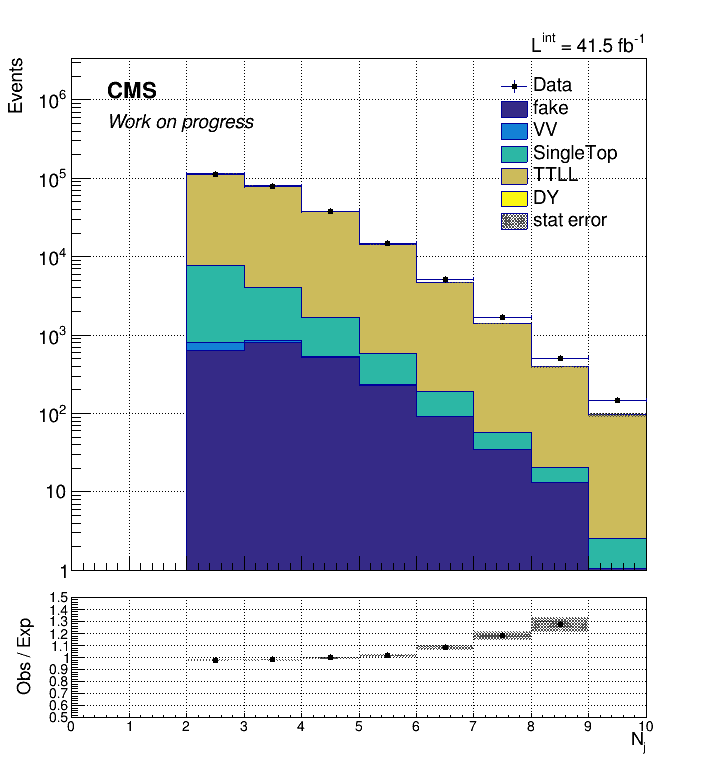 L^int = 41.5 fb^-1
Events
CMS
Work on progress
Data
fake
VV
SingleTop
TTLL
DY
stat error
10^6
10^5
10^4
10^3
10^2
10
1
Obs / Exp
1.5
1.4
1.3
1.2
1.1
1
0.9
0.8
0.7
0.6
0.5
0 1 2 3 4 5 6 7 8 9 10
N_j